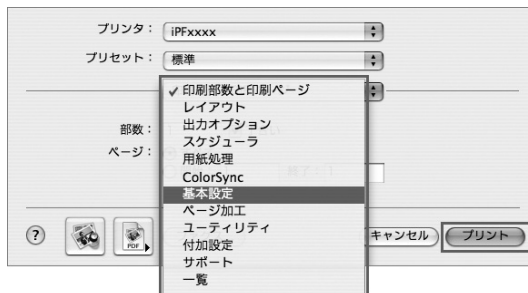 プリンタ： iPFxxxx
プリセット： 標準
✓ 印刷部数と印刷ページ
レイアウト
部数： 出力オプション
スケジューラ
ページ： 用紙処理
ColorSync
基本設定
ページ加工
ユーティリティ
付加設定
サポート
一覧
? PDF キャンセル プリント